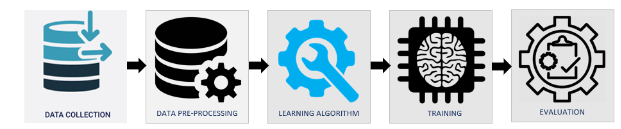 DATA COLLECTION
DATA PRE-PROCESSING
LEARNING ALGORITHM
TRAINING
EVALUATION